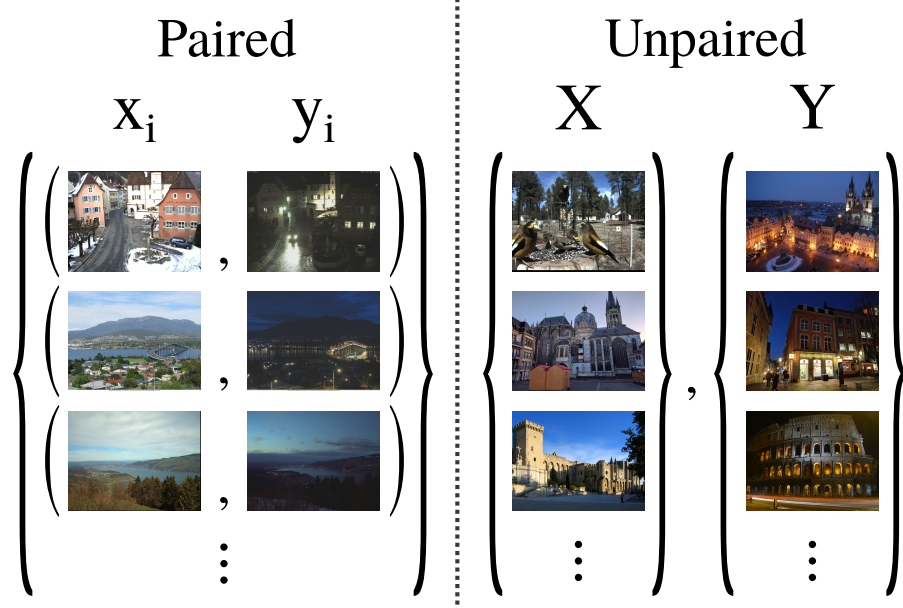 Paired
Unpaired
xᵢ
yᵢ
X
Y
{ ( , )
( , )
( , )
⋮ }
{ ⋮ } , { ⋮ }